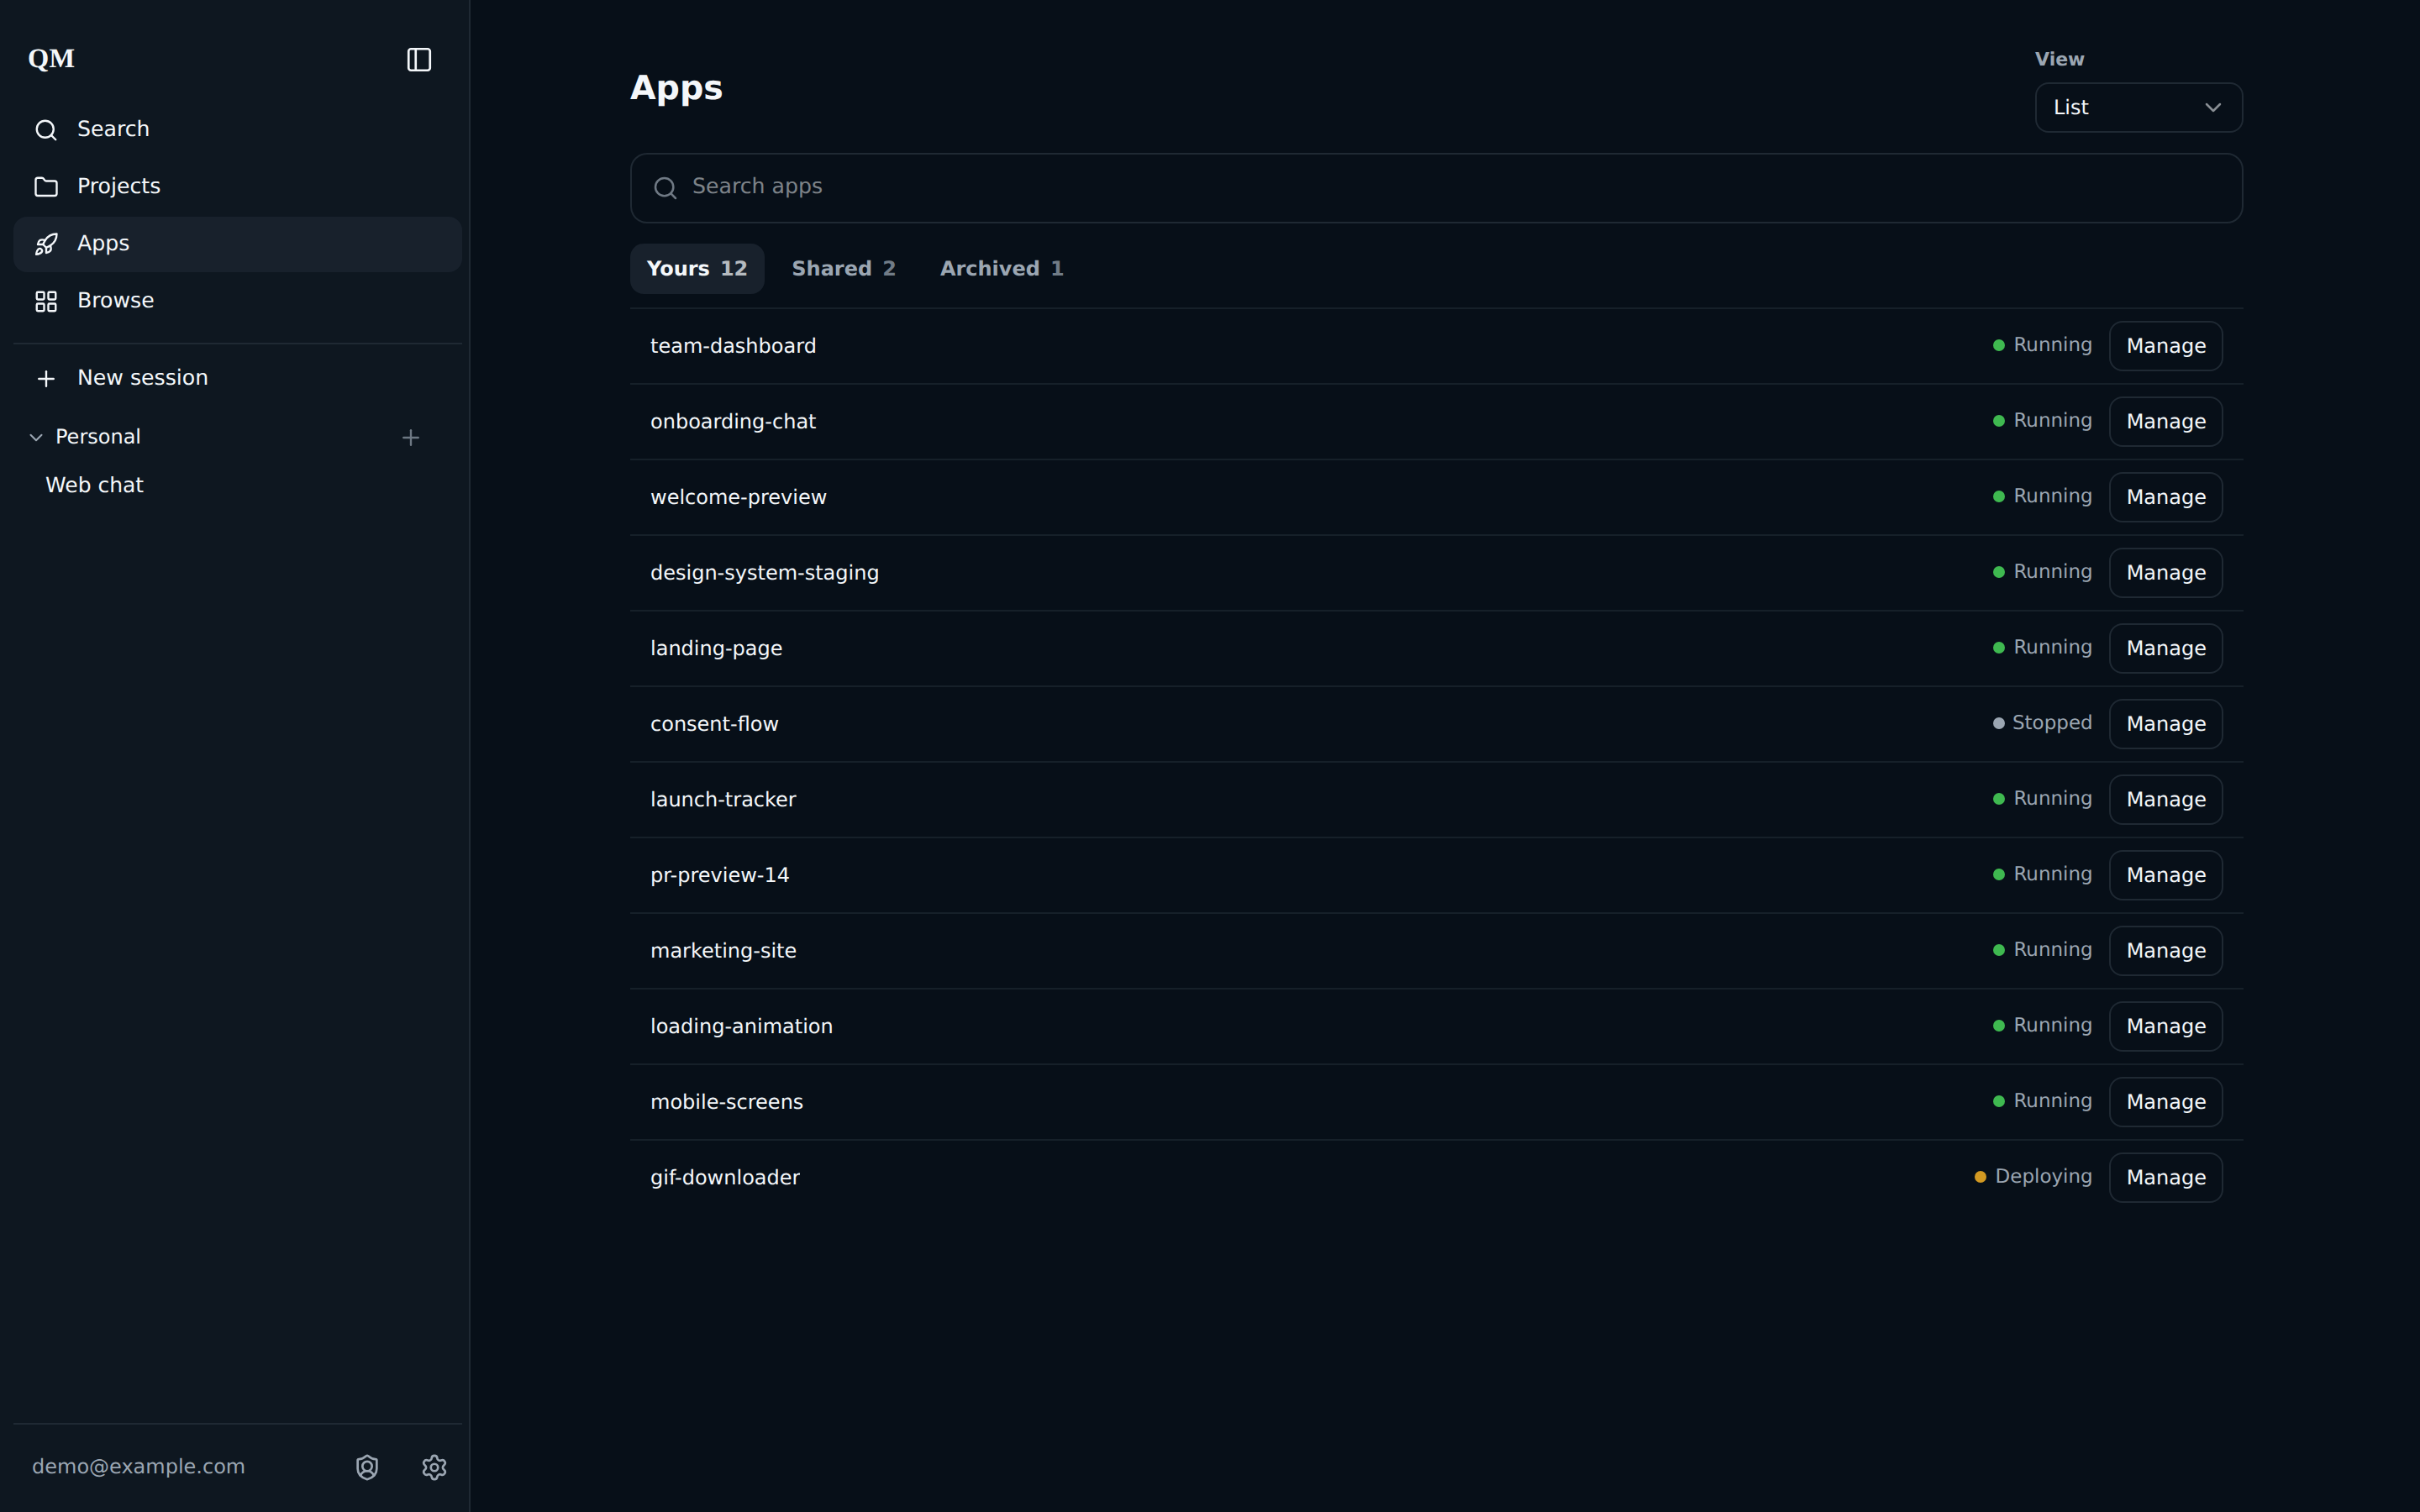 QM
Search
Projects
Apps
Browse
New session
Personal
Web chat
demo@example.com
Apps
View
List
Search apps
Yours 12 Shared 2 Archived 1
team-dashboard Running Manage
onboarding-chat Running Manage
welcome-preview Running Manage
design-system-staging Running Manage
landing-page Running Manage
consent-flow Stopped Manage
launch-tracker Running Manage
pr-preview-14 Running Manage
marketing-site Running Manage
loading-animation Running Manage
mobile-screens Running Manage
gif-downloader Deploying Manage